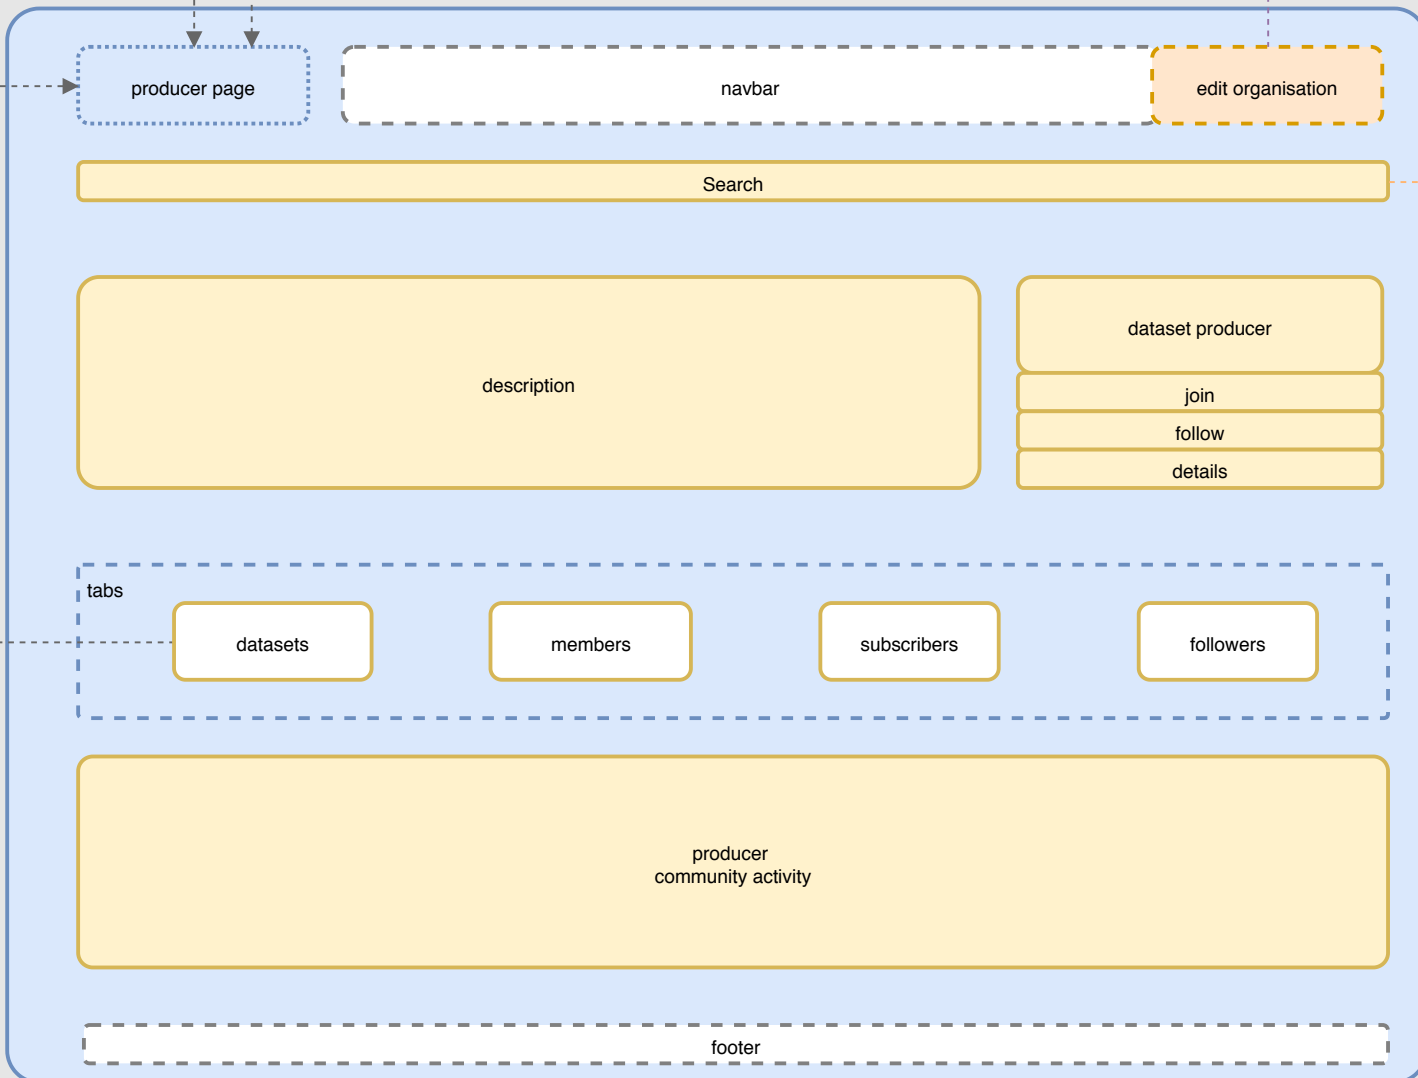 producer page
navbar
edit organisation
Search
description
dataset producer
join
follow
details
tabs
datasets
members
subscribers
followers
producer
community activity
footer